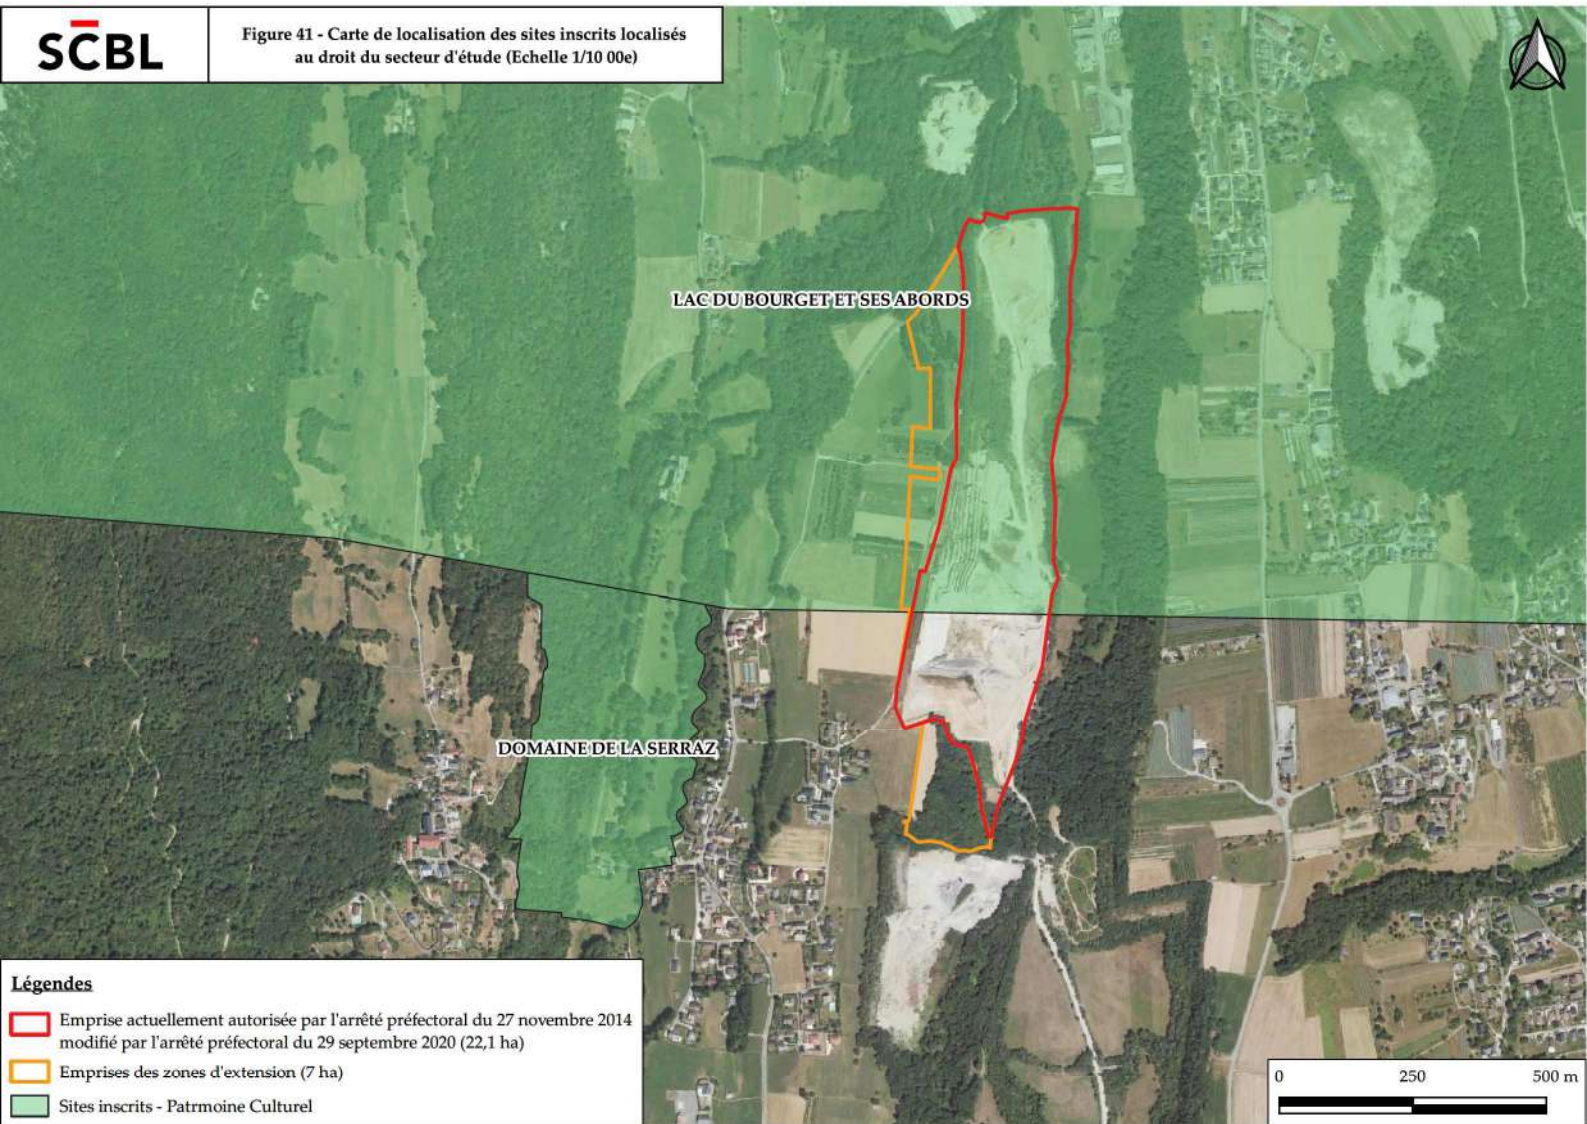 SCBL
Figure 41 - Carte de localisation des sites inscrits localisés
au droit du secteur d'étude (Echelle 1/10 00e)
LAC DU BOURGET ET SES ABORDS
DOMAINE DE LA SERRAZ
Légendes
Emprise actuellement autorisée par l'arrêté préfectoral du 27 novembre 2014
modifié par l'arrêté préfectoral du 29 septembre 2020 (22,1 ha)
Emprises des zones d'extension (7 ha)
Sites inscrits - Patrmoine Culturel
0 250 500 m